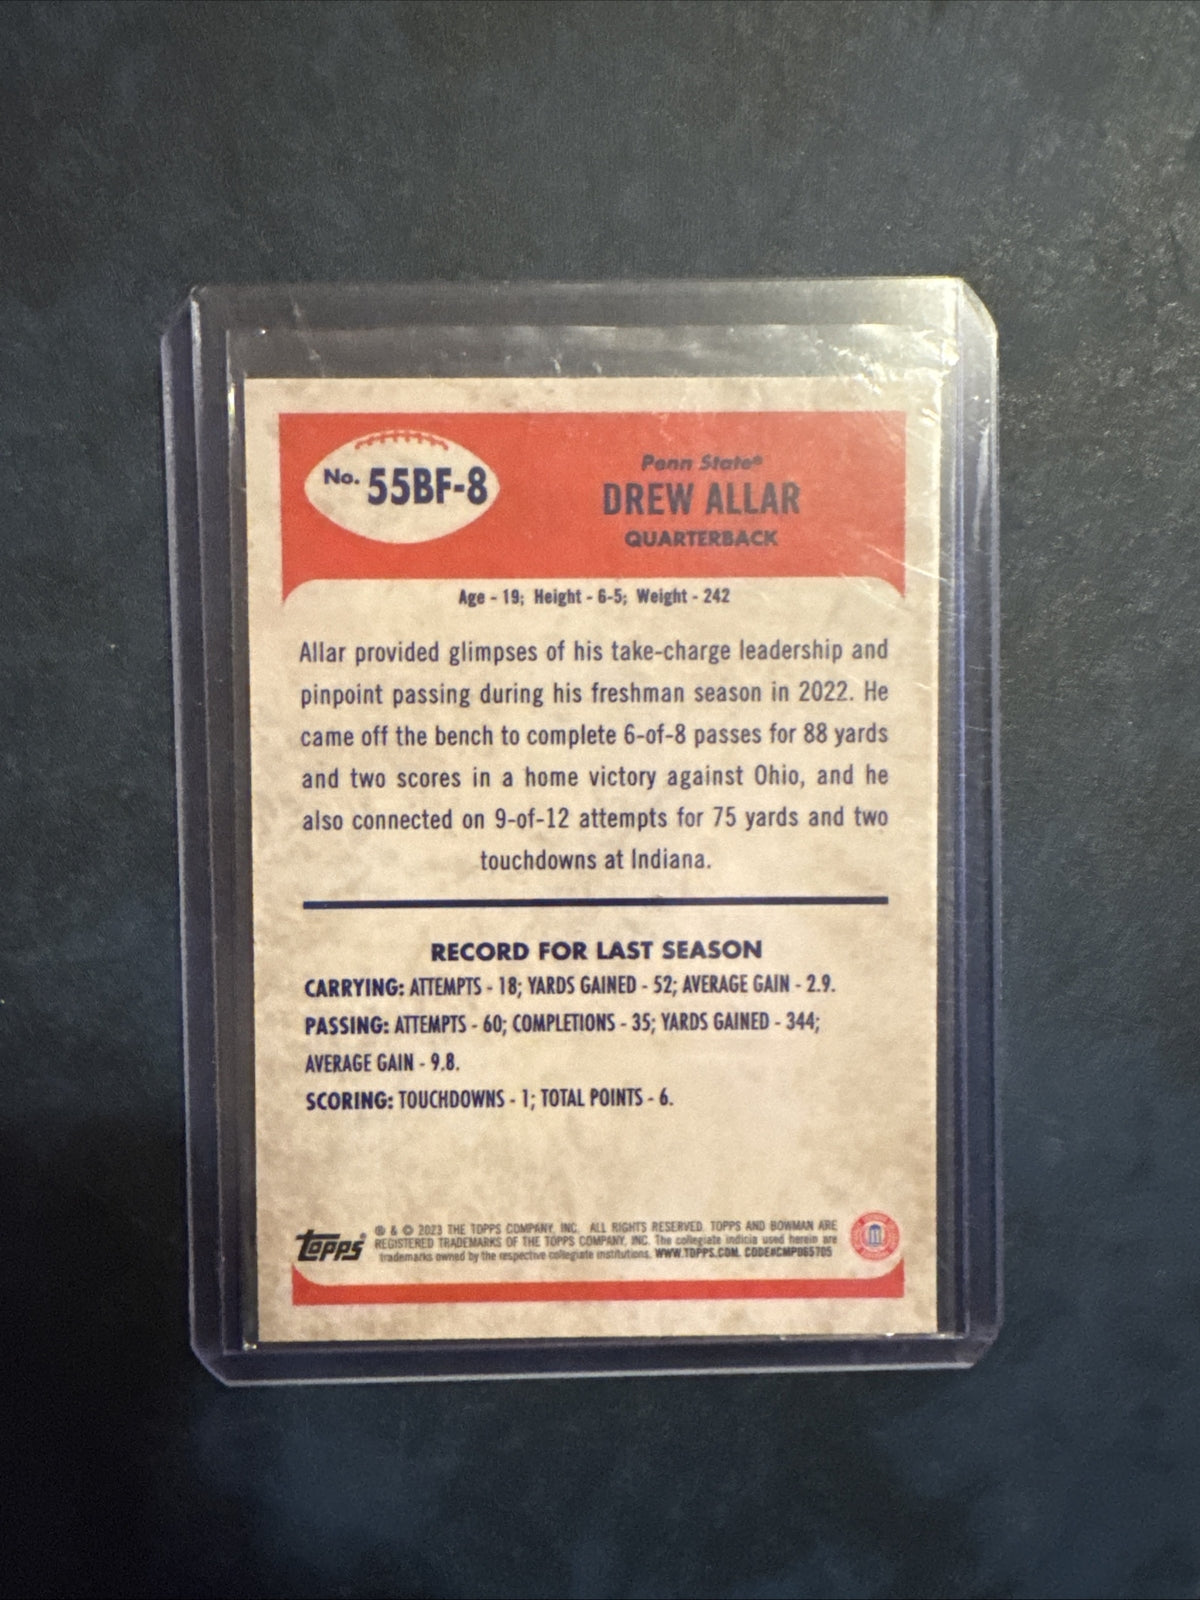 No. 55BF-8
Penn State®
DREW ALLAR
QUARTERBACK
Age - 19; Height - 6-5; Weight - 242
Allar provided glimpses of his take-charge leadership and
pinpoint passing during his freshman season in 2022. He
came off the bench to complete 6-of-8 passes for 88 yards
and two scores in a home victory against Ohio, and he
also connected on 9-of-12 attempts for 75 yards and two
touchdowns at Indiana.
RECORD FOR LAST SEASON
CARRYING: ATTEMPTS - 18; YARDS GAINED - 52; AVERAGE GAIN - 2.9.
PASSING: ATTEMPTS - 60; COMPLETIONS - 35; YARDS GAINED - 344;
AVERAGE GAIN - 9.8.
SCORING: TOUCHDOWNS - 1; TOTAL POINTS - 6.
topps®
® & © 2023 THE TOPPS COMPANY, INC. ALL RIGHTS RESERVED. TOPPS AND BOWMAN ARE
REGISTERED TRADEMARKS OF THE TOPPS COMPANY, INC. The collegiate indicia used herein are
trademarks owned by the respective collegiate institutions. WWW.TOPPS.COM. CODE#CMP065705